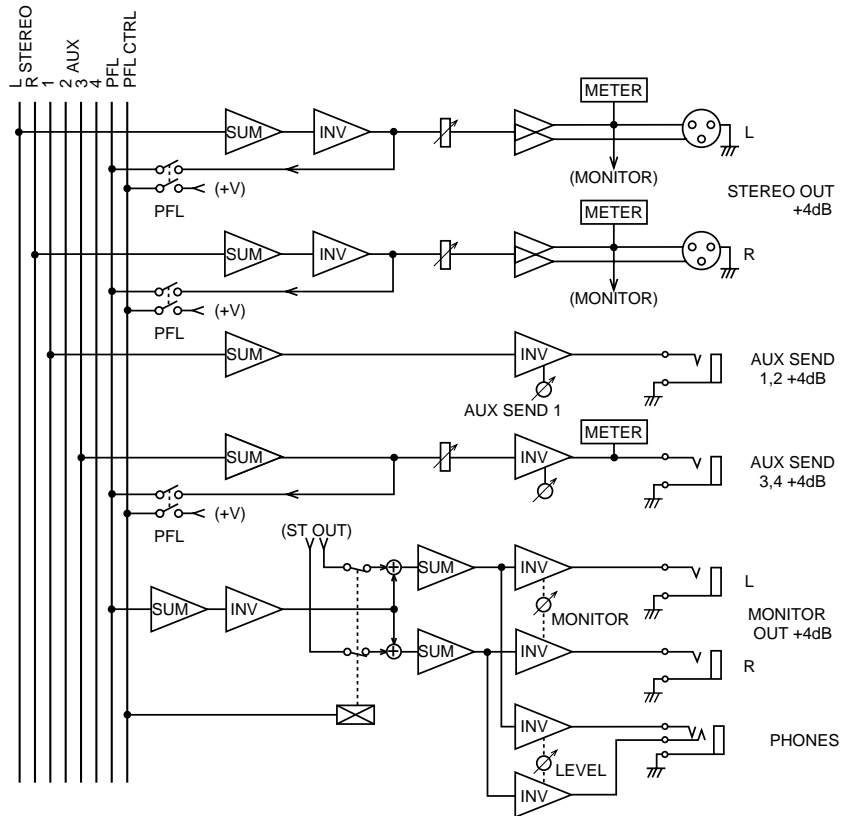 L STEREO
R
1
2 AUX
3
4
PFL
PFL CTRL
METER
SUM
INV
L
(MONITOR)
(+V)
PFL
STEREO OUT
+4dB
METER
SUM
INV
R
(MONITOR)
(+V)
PFL
SUM
INV
AUX SEND
1,2 +4dB
AUX SEND 1
METER
SUM
INV
AUX SEND
3,4 +4dB
(+V)
PFL
(ST OUT)
SUM
INV
L
SUM
INV
MONITOR
MONITOR
OUT +4dB
SUM
INV
R
INV
PHONES
LEVEL
INV